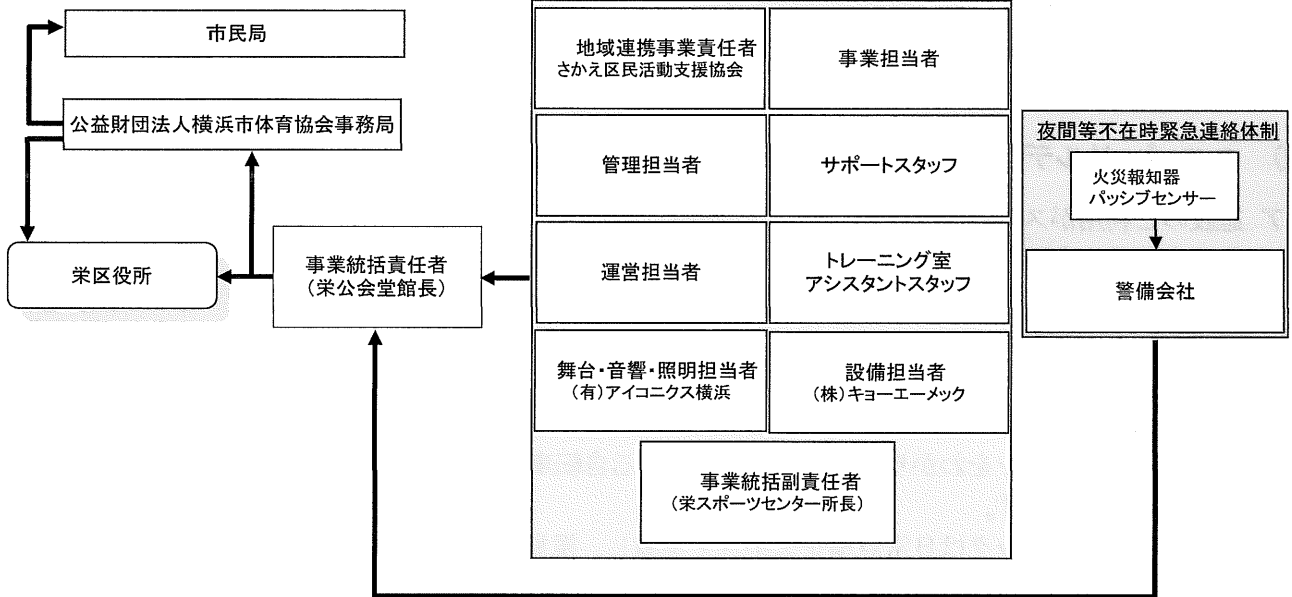 市民局
公益財団法人横浜市体育協会事務局
栄区役所
事業統括責任者
(栄公会堂館長)
地域連携事業責任者
さかえ区民活動支援協会
事業担当者
管理担当者
サポートスタッフ
運営担当者
トレーニング室
アシスタントスタッフ
舞台・音響・照明担当者
(有)アイコニクス横浜
設備担当者
(株)キョーエーメック
事業統括副責任者
(栄スポーツセンター所長)
夜間等不在時緊急連絡体制
火災報知器
パッシブセンサー
警備会社